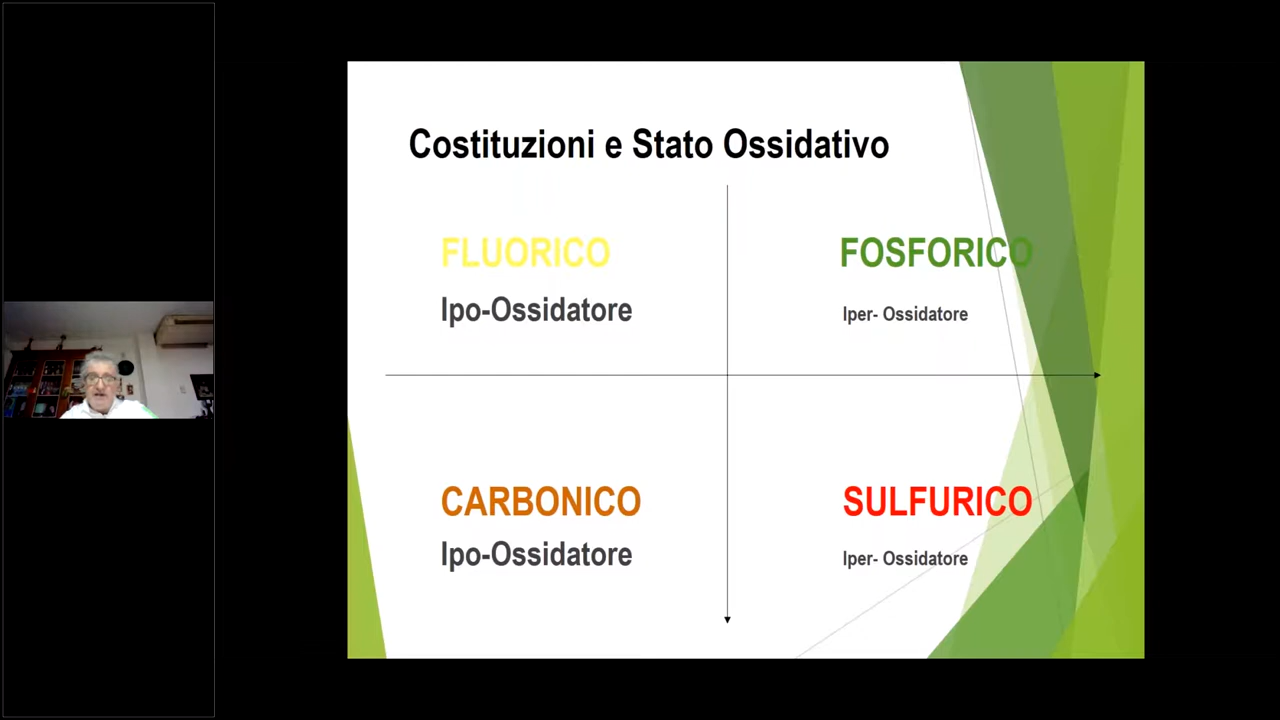 Costituzioni e Stato Ossidativo
FLUORICO
Ipo-Ossidatore
FOSFORICO
Iper- Ossidatore
CARBONICO
Ipo-Ossidatore
SULFURICO
Iper- Ossidatore